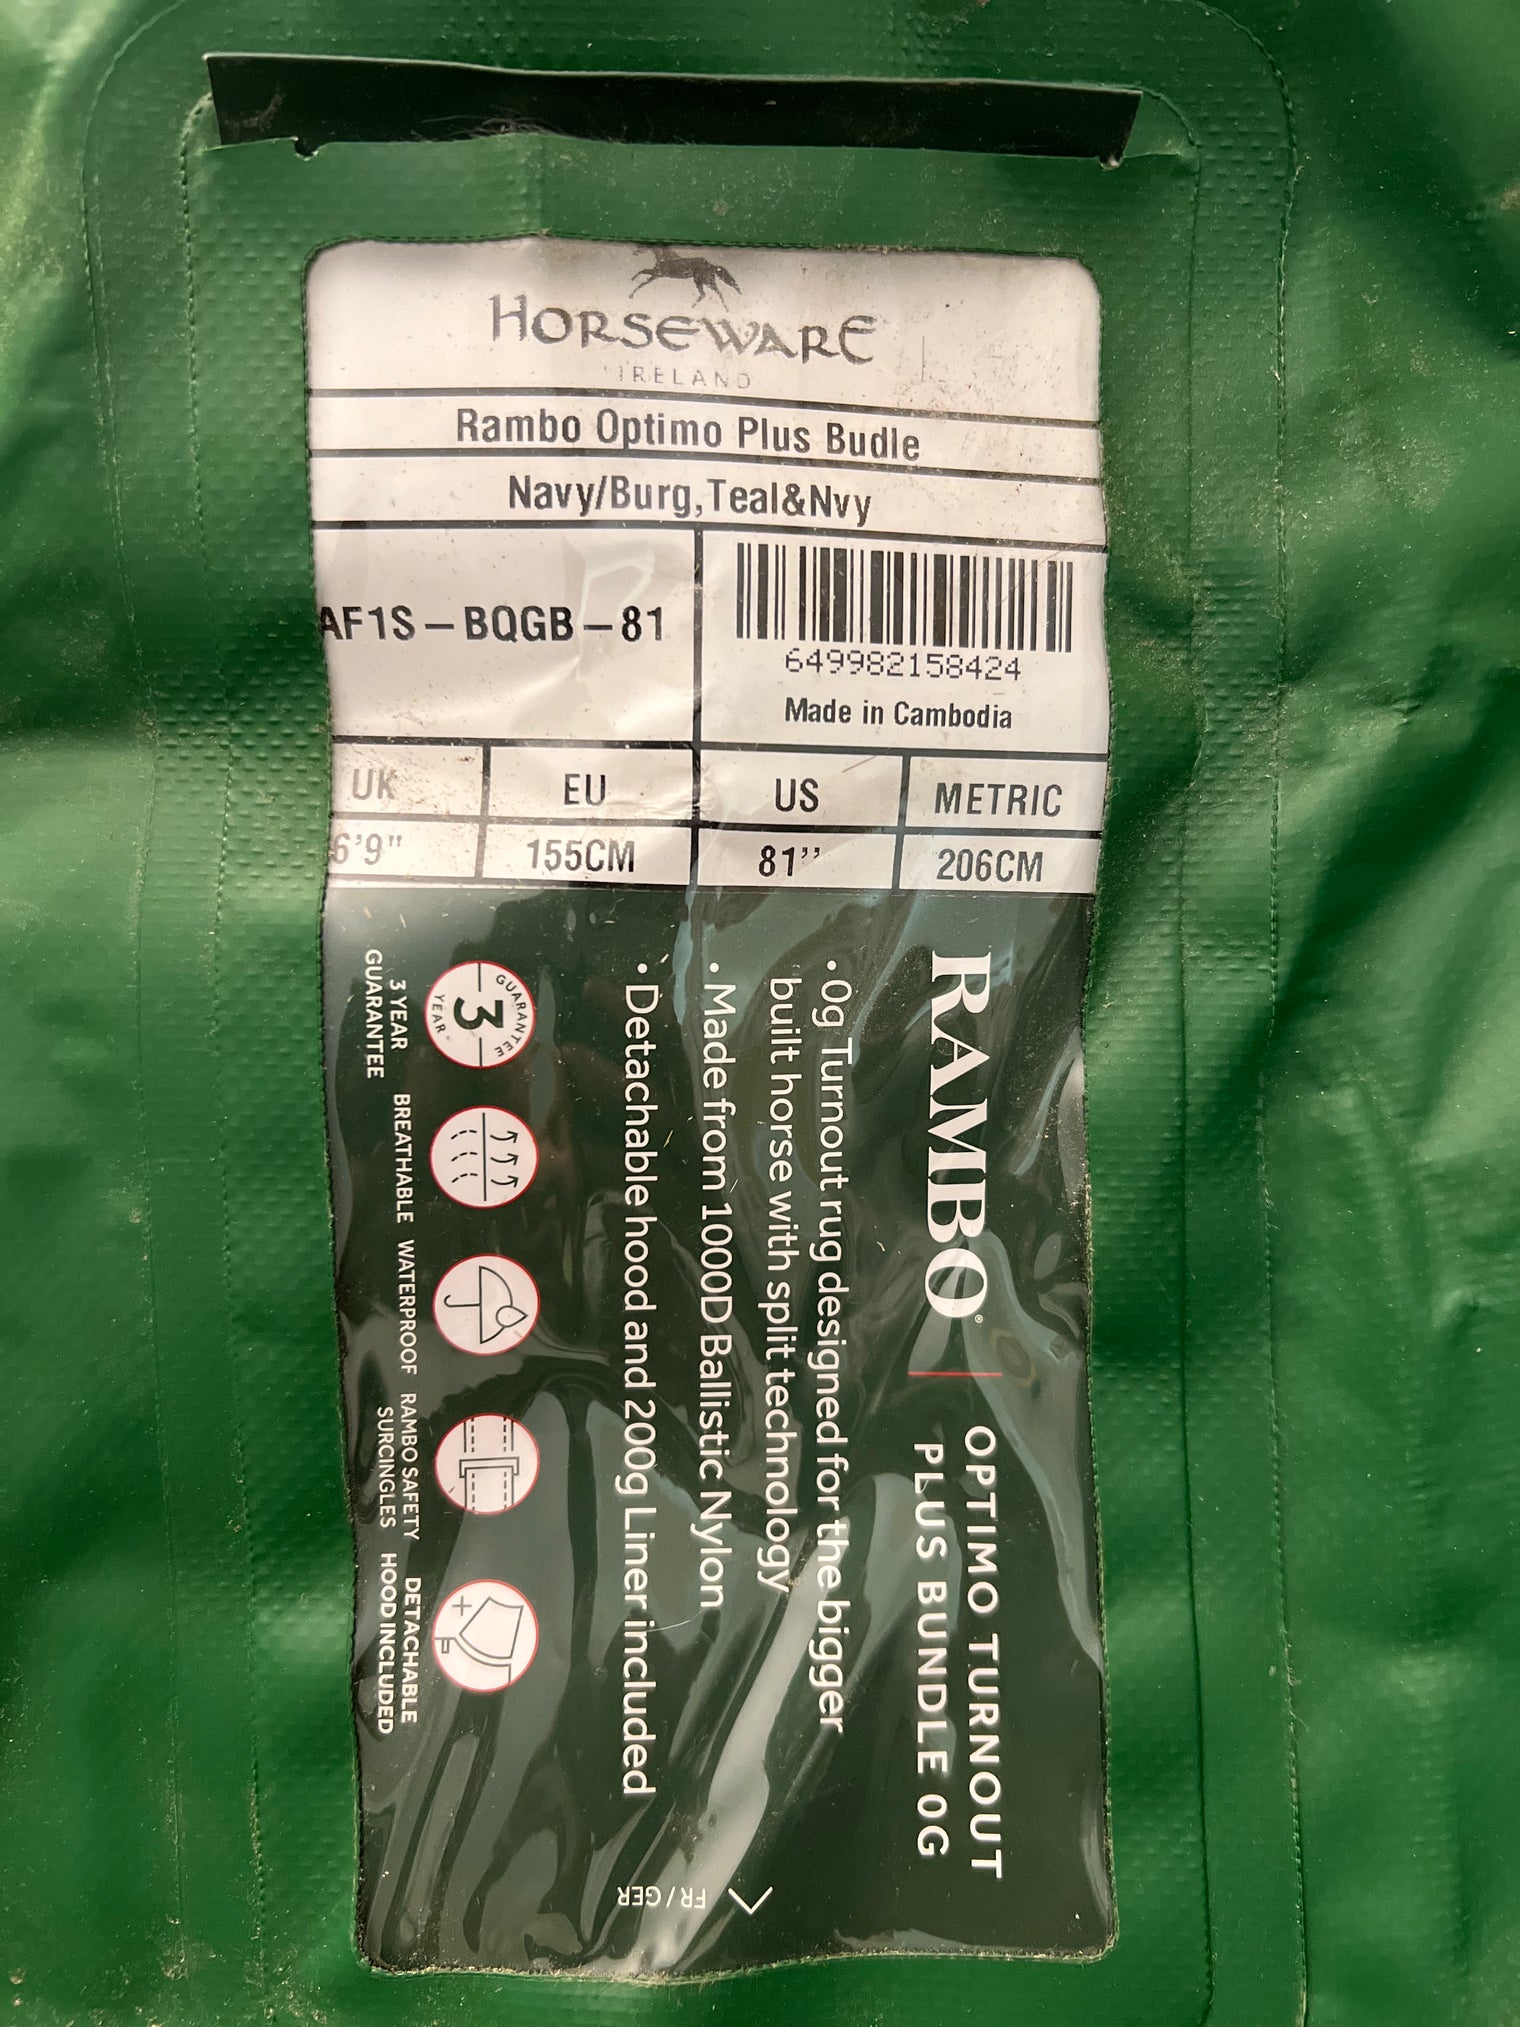 HORSEWARE
IRELAND
Rambo Optimo Plus Budle
Navy/Burg,Teal&Nvy
AF1S-BQGB-81
649982158424
Made in Cambodia
UK EU US METRIC
6'9" 155CM 81’’ 206CM
RAMBO®
OPTIMO TURNOUT
PLUS BUNDLE 0G
•0g Turnout rug designed for the bigger
built horse with split technology
•Made from 1000D Ballistic Nylon
•Detachable hood and 200g Liner included
GUARANTEE
3
YEAR
3 YEAR
GUARANTEE
BREATHABLE
WATERPROOF
RAMBO SAFETY
SURCINGLES
DETACHABLE
HOOD INCLUDED
FR / GER